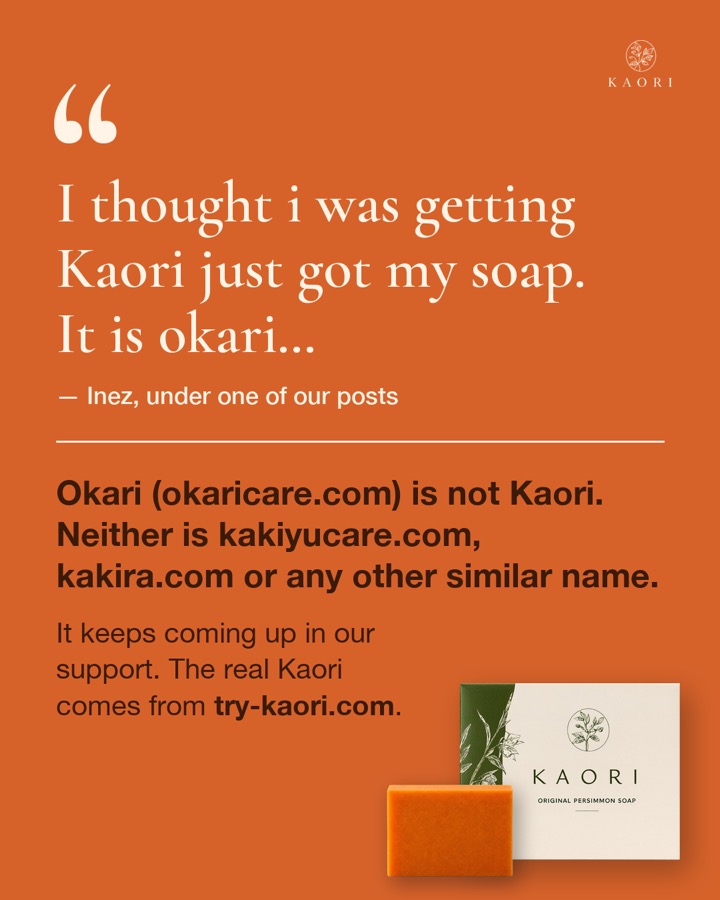 KAORI
“
I thought i was getting
Kaori just got my soap.
It is okari...
— Inez, under one of our posts
Okari (okaricare.com) is not Kaori.
Neither is kakiyucare.com,
kakira.com or any other similar name.
It keeps coming up in our
support. The real Kaori
comes from try-kaori.com.
KAORI
ORIGINAL PERSIMMON SOAP